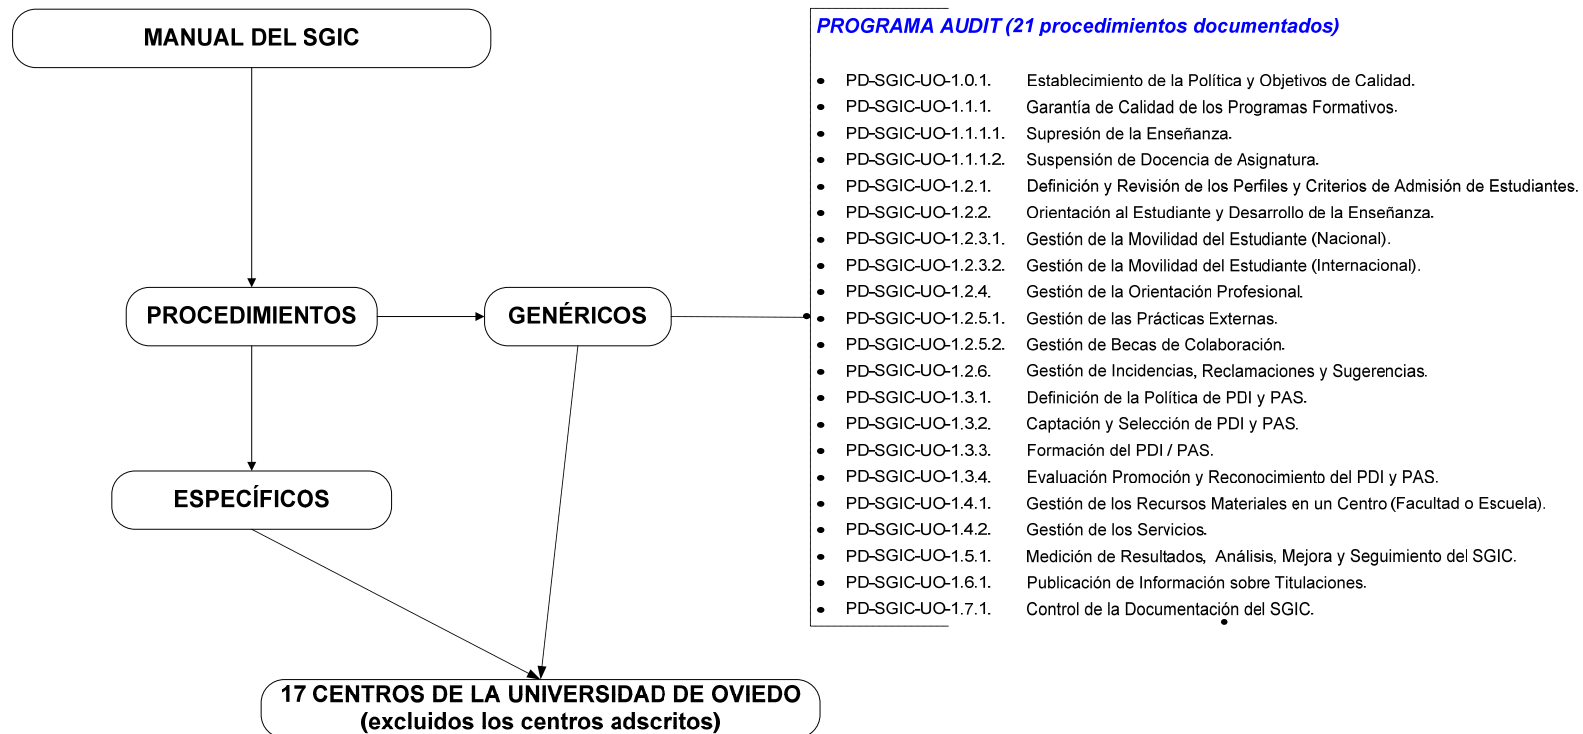 MANUAL DEL SGIC
PROGRAMA AUDIT (21 procedimientos documentados)
• PD-SGIC-UO-1.0.1. Establecimiento de la Política y Objetivos de Calidad.
• PD-SGIC-UO-1.1.1. Garantía de Calidad de los Programas Formativos.
• PD-SGIC-UO-1.1.1.1. Supresión de la Enseñanza.
• PD-SGIC-UO-1.1.1.2. Suspensión de Docencia de Asignatura.
• PD-SGIC-UO-1.2.1. Definición y Revisión de los Perfiles y Criterios de Admisión de Estudiantes.
• PD-SGIC-UO-1.2.2. Orientación al Estudiante y Desarrollo de la Enseñanza.
• PD-SGIC-UO-1.2.3.1. Gestión de la Movilidad del Estudiante (Nacional).
• PD-SGIC-UO-1.2.3.2. Gestión de la Movilidad del Estudiante (Internacional).
• PD-SGIC-UO-1.2.4. Gestión de la Orientación Profesional.
• PD-SGIC-UO-1.2.5.1. Gestión de las Prácticas Externas.
• PD-SGIC-UO-1.2.5.2. Gestión de Becas de Colaboración.
• PD-SGIC-UO-1.2.6. Gestión de Incidencias, Reclamaciones y Sugerencias.
• PD-SGIC-UO-1.3.1. Definición de la Política de PDI y PAS.
• PD-SGIC-UO-1.3.2. Captación y Selección de PDI y PAS.
• PD-SGIC-UO-1.3.3. Formación del PDI / PAS.
• PD-SGIC-UO-1.3.4. Evaluación Promoción y Reconocimiento del PDI y PAS.
• PD-SGIC-UO-1.4.1. Gestión de los Recursos Materiales en un Centro (Facultad o Escuela).
• PD-SGIC-UO-1.4.2. Gestión de los Servicios.
• PD-SGIC-UO-1.5.1. Medición de Resultados, Análisis, Mejora y Seguimiento del SGIC.
• PD-SGIC-UO-1.6.1. Publicación de Información sobre Titulaciones.
• PD-SGIC-UO-1.7.1. Control de la Documentación del SGIC.
PROCEDIMIENTOS
GENÉRICOS
ESPECÍFICOS
17 CENTROS DE LA UNIVERSIDAD DE OVIEDO
(excluidos los centros adscritos)